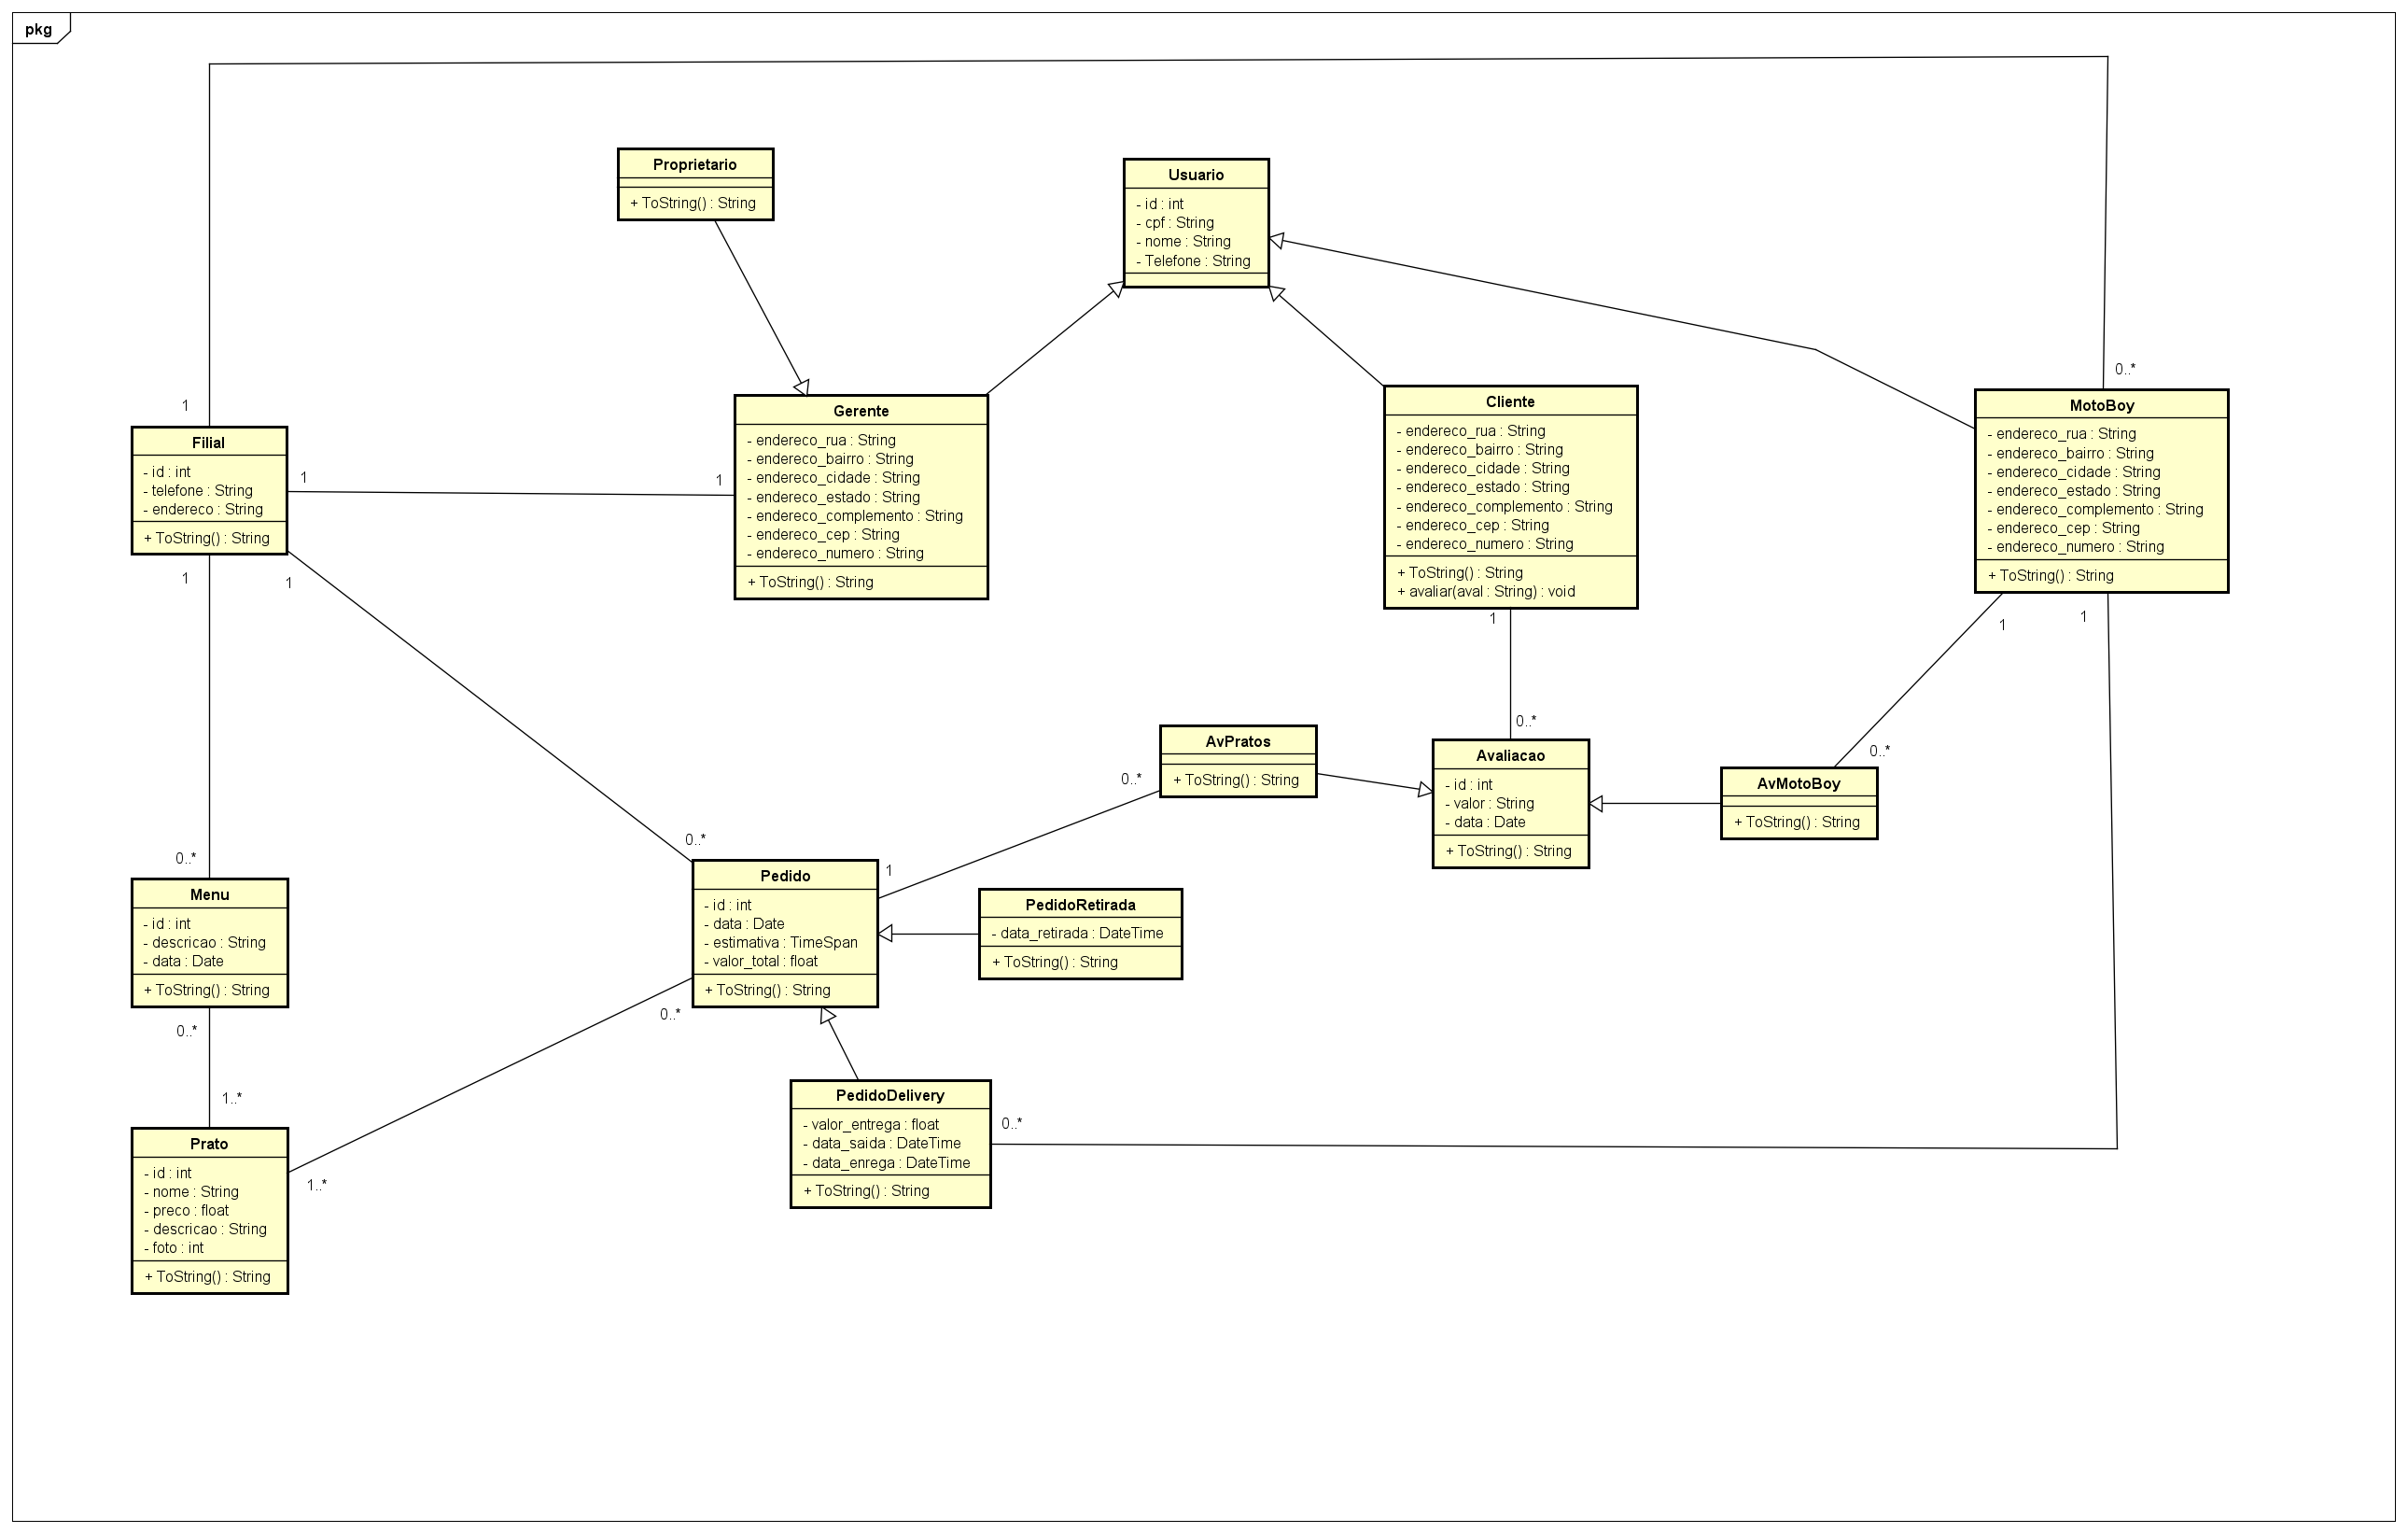 pkg
Proprietario
+ ToString() : String
Usuario
- id : int
- cpf : String
- nome : String
- Telefone : String
1
0..*
Filial
- id : int
- telefone : String
- endereco : String
+ ToString() : String
1
1
Gerente
- endereco_rua : String
- endereco_bairro : String
- endereco_cidade : String
- endereco_estado : String
- endereco_complemento : String
- endereco_cep : String
- endereco_numero : String
+ ToString() : String
Cliente
- endereco_rua : String
- endereco_bairro : String
- endereco_cidade : String
- endereco_estado : String
- endereco_complemento : String
- endereco_cep : String
- endereco_numero : String
+ ToString() : String
+ avaliar(aval : String) : void
MotoBoy
- endereco_rua : String
- endereco_bairro : String
- endereco_cidade : String
- endereco_estado : String
- endereco_complemento : String
- endereco_cep : String
- endereco_numero : String
+ ToString() : String
1
1
1
1
1
0..*
AvPratos
+ ToString() : String
0..*
Avaliacao
- id : int
- valor : String
- data : Date
+ ToString() : String
0..*
AvMotoBoy
+ ToString() : String
0..*
0..*
1
Menu
- id : int
- descricao : String
- data : Date
+ ToString() : String
Pedido
- id : int
- data : Date
- estimativa : TimeSpan
- valor_total : float
+ ToString() : String
PedidoRetirada
- data_retirada : DateTime
+ ToString() : String
0..*
0..*
1..*
1..*
Prato
- id : int
- nome : String
- preco : float
- descricao : String
- foto : int
+ ToString() : String
PedidoDelivery
- valor_entrega : float
- data_saida : DateTime
- data_enrega : DateTime
+ ToString() : String
0..*